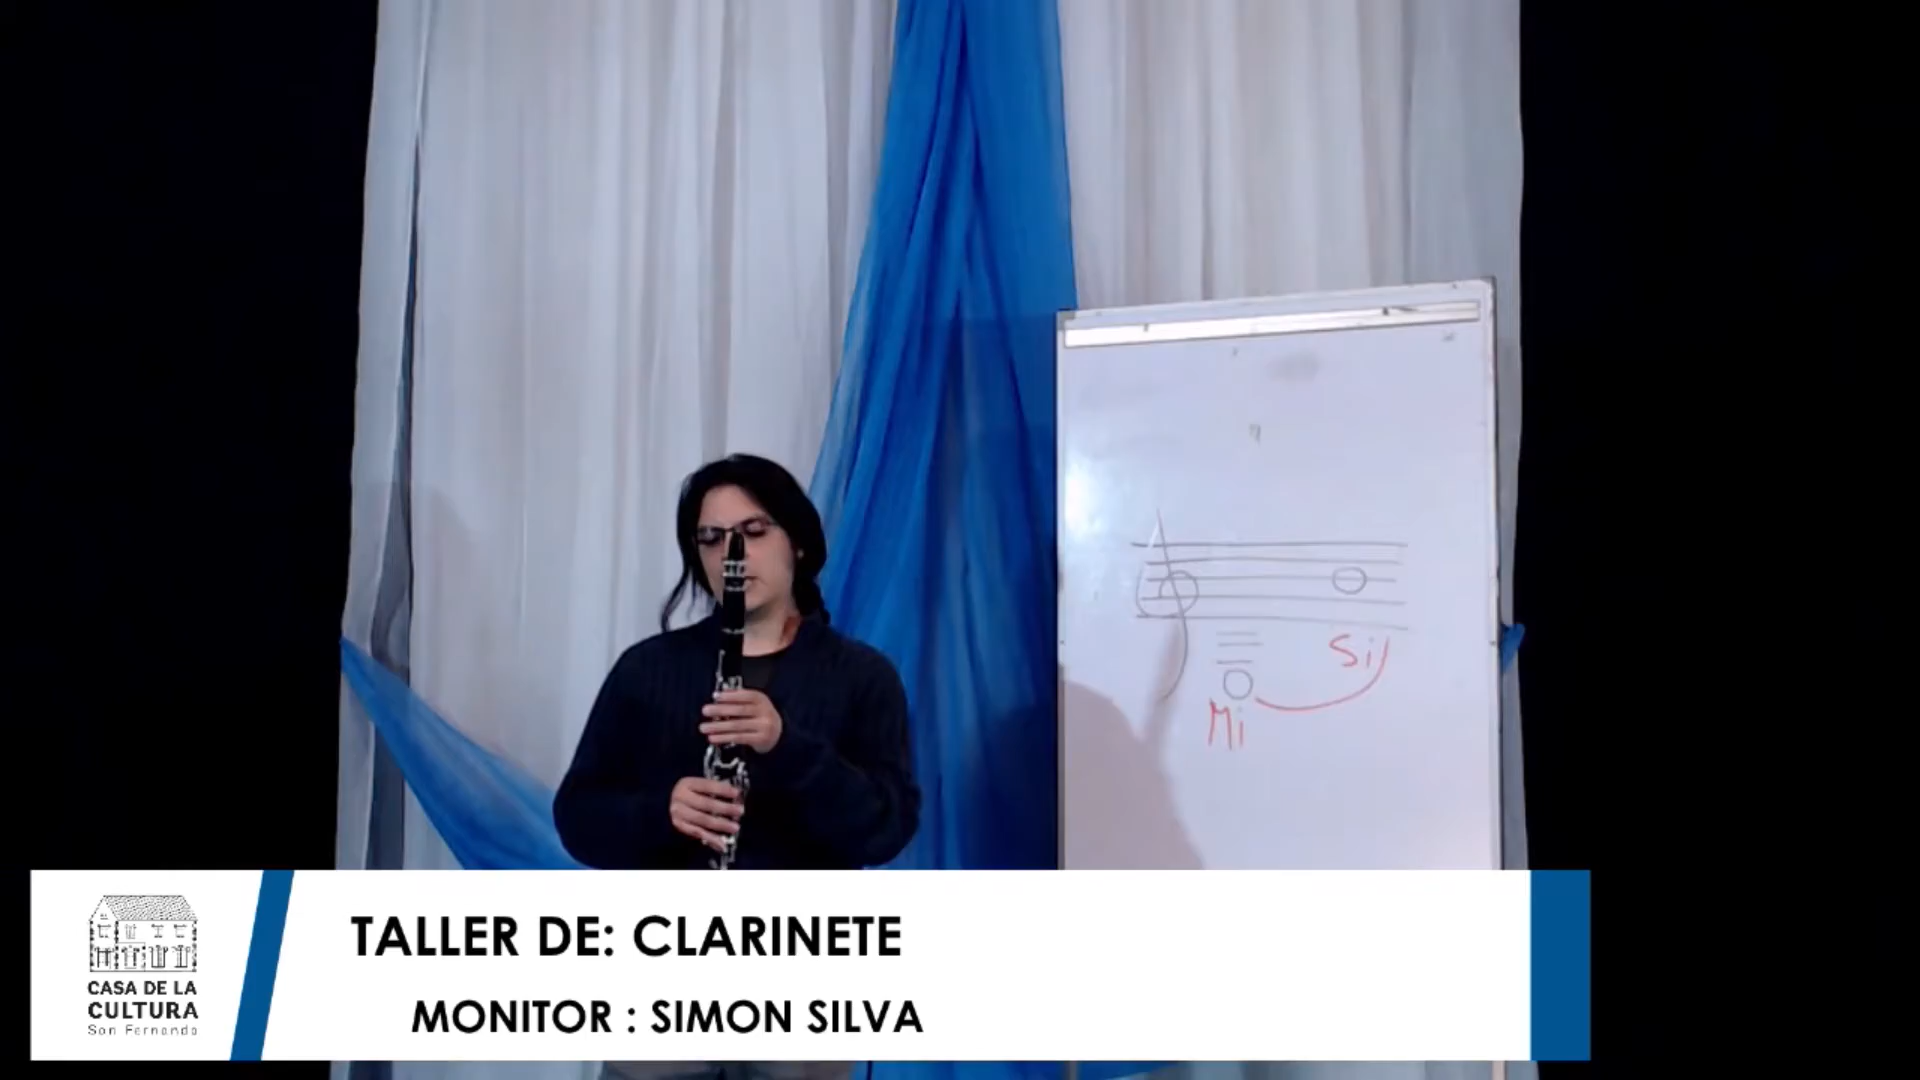 Si
Mi
TALLER DE: CLARINETE
MONITOR : SIMON SILVA
CASA DE LA
CULTURA
San Fernando